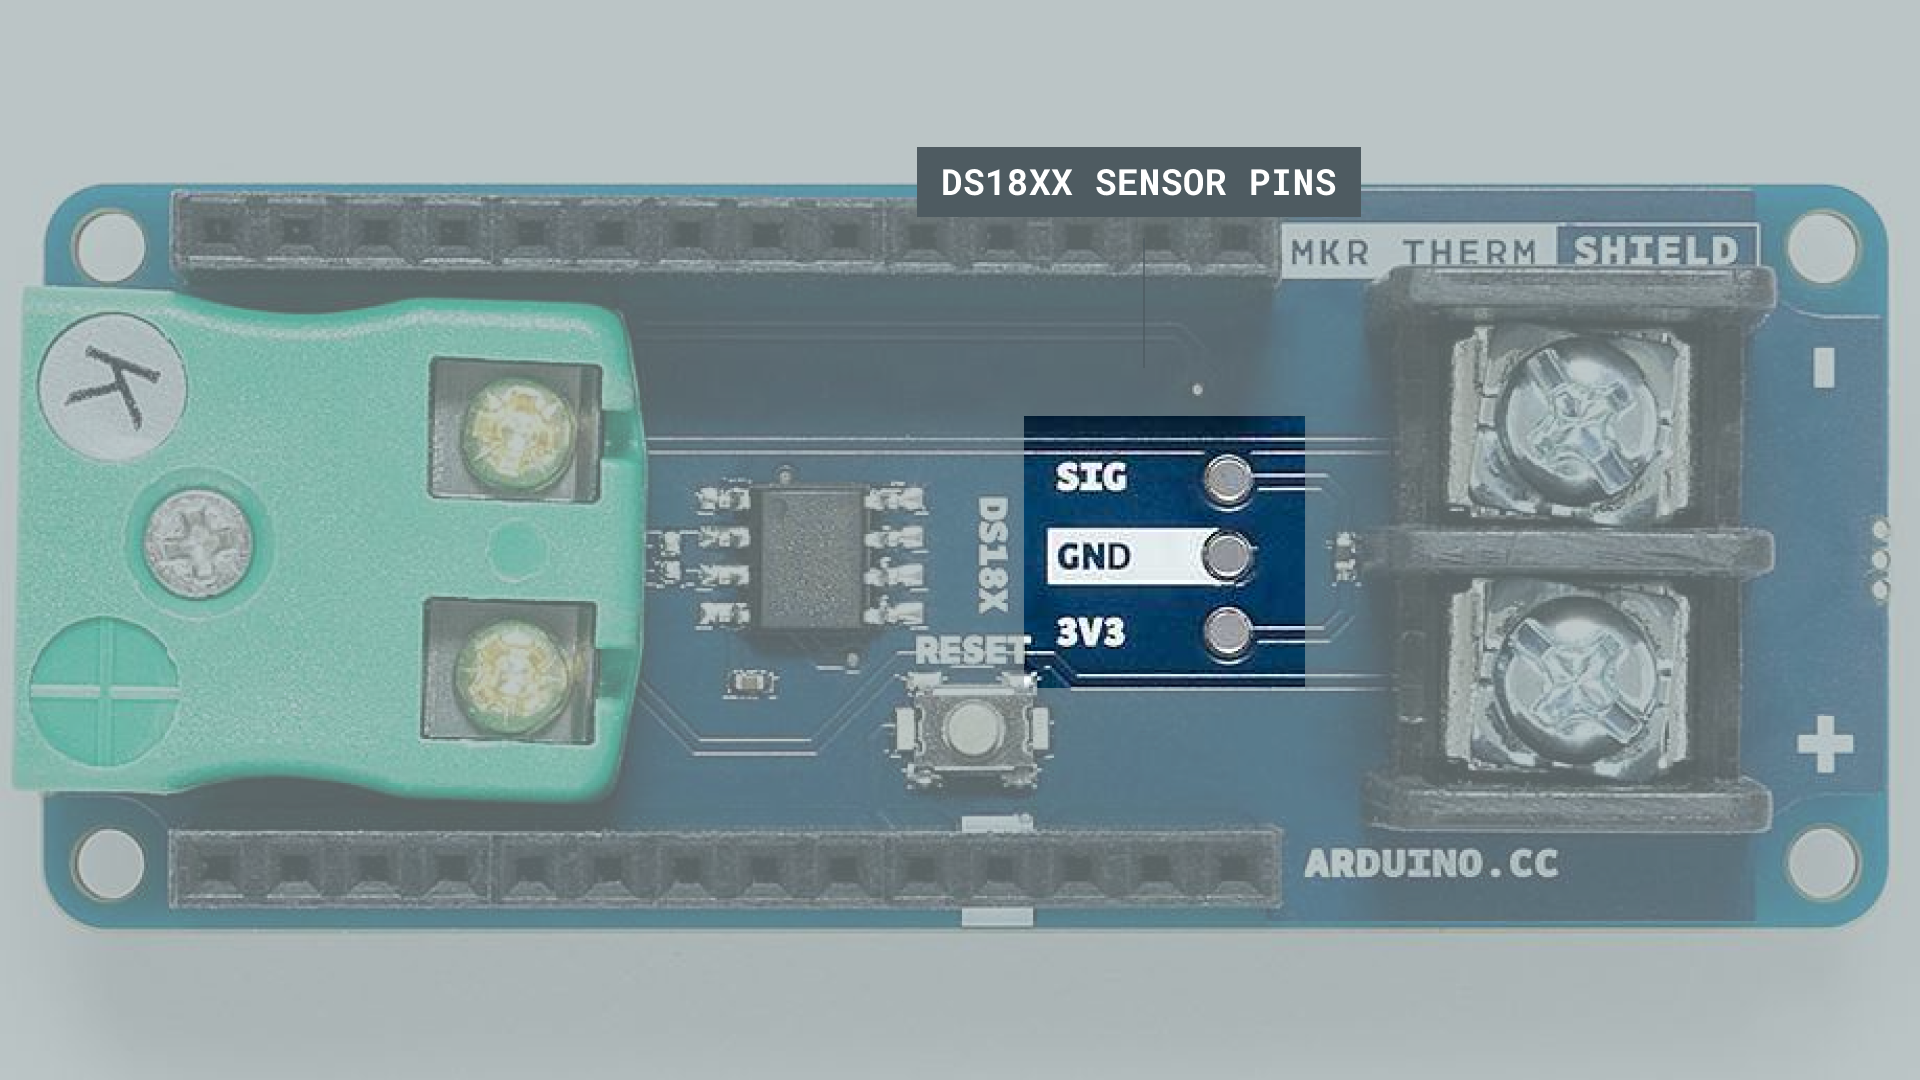 DS18XX SENSOR PINS
MKR THERM SHIELD
K
SIG
GND
3V3
DS18X
RESET
ARDUINO.CC